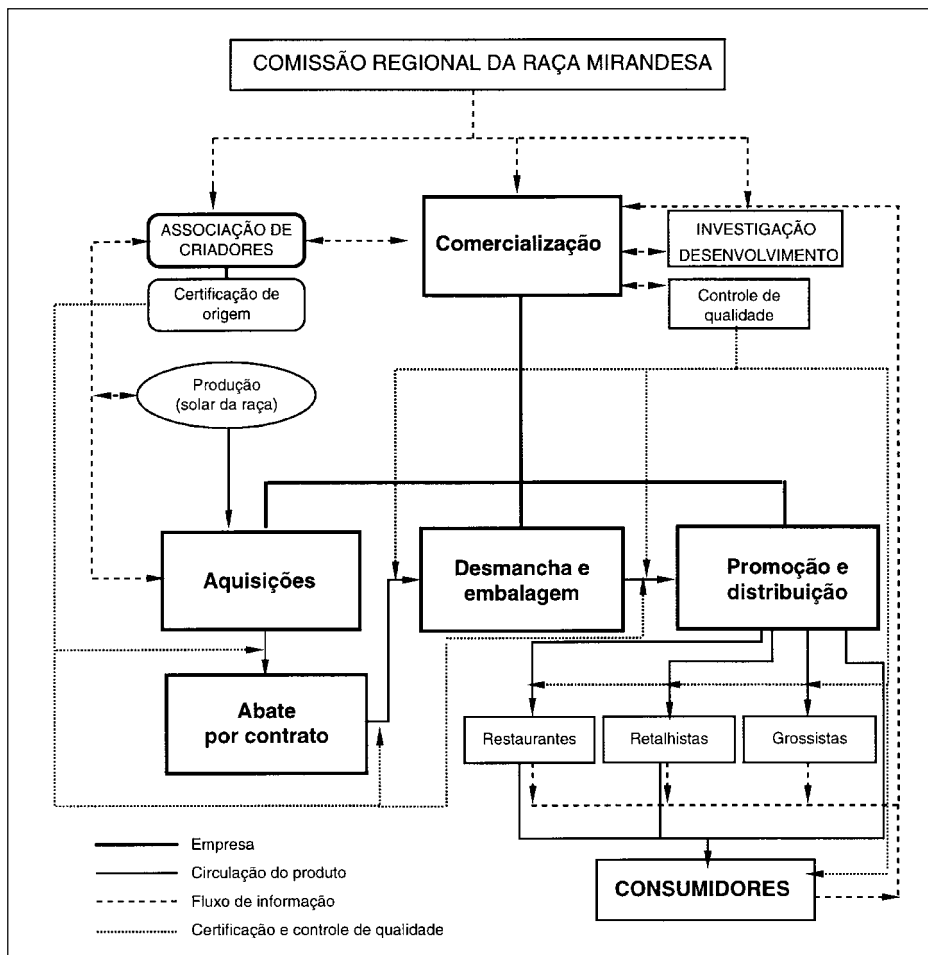 COMISSÃO REGIONAL DA RAÇA MIRANDESA
ASSOCIAÇÃO DE
CRIADORES
Certificação de
origem
Comercialização
INVESTIGAÇÃO
DESENVOLVIMENTO
Controle de
qualidade
Produção
(solar da raça)
Aquisições
Desmancha e
embalagem
Promoção e
distribuição
Abate
por contrato
Restaurantes
Retalhistas
Grossistas
CONSUMIDORES
Empresa
Circulação do produto
Fluxo de informação
Certificação e controle de qualidade